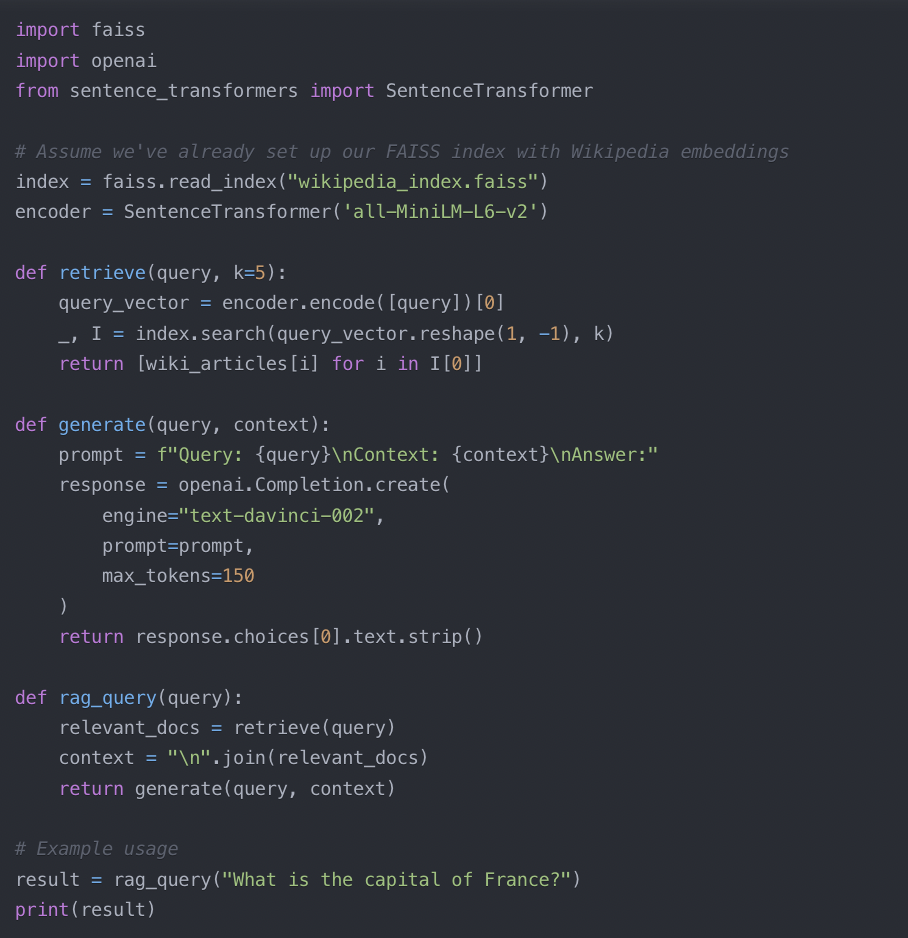 import faiss
import openai
from sentence_transformers import SentenceTransformer

# Assume we've already set up our FAISS index with Wikipedia embeddings
index = faiss.read_index("wikipedia_index.faiss")
encoder = SentenceTransformer('all-MiniLM-L6-v2')

def retrieve(query, k=5):
    query_vector = encoder.encode([query])[0]
    _, I = index.search(query_vector.reshape(1, -1), k)
    return [wiki_articles[i] for i in I[0]]

def generate(query, context):
    prompt = f"Query: {query}\nContext: {context}\nAnswer:"
    response = openai.Completion.create(
        engine="text-davinci-002",
        prompt=prompt,
        max_tokens=150
    )
    return response.choices[0].text.strip()

def rag_query(query):
    relevant_docs = retrieve(query)
    context = "\n".join(relevant_docs)
    return generate(query, context)

# Example usage
result = rag_query("What is the capital of France?")
print(result)